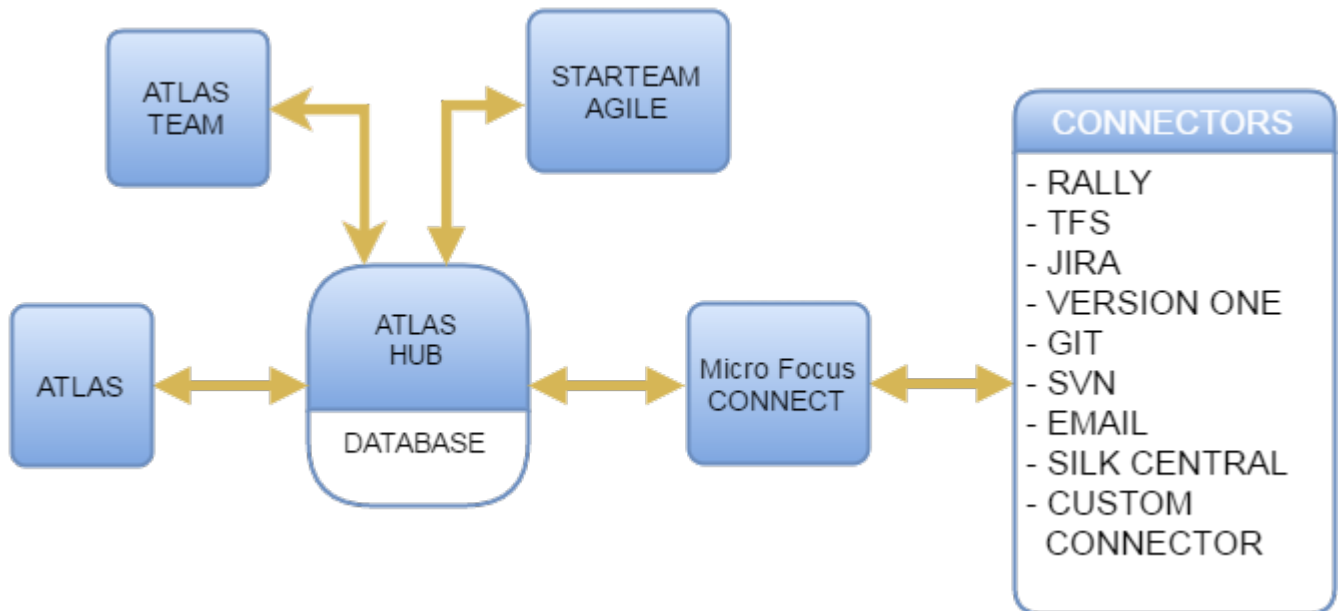 ATLAS
TEAM
STARTEAM
AGILE
ATLAS
ATLAS
HUB
DATABASE
Micro Focus
CONNECT
CONNECTORS
- RALLY
- TFS
- JIRA
- VERSION ONE
- GIT
- SVN
- EMAIL
- SILK CENTRAL
- CUSTOM
CONNECTOR